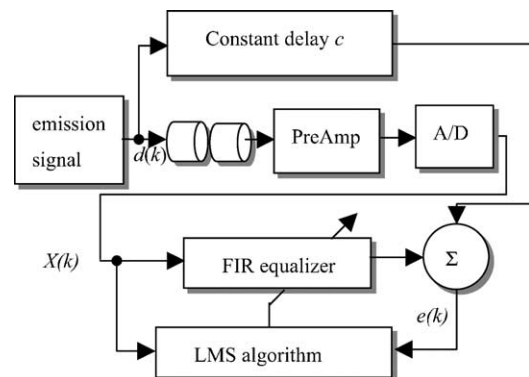 Constant delay c
emission
signal
d(k)
PreAmp
A/D
X(k)
FIR equalizer
Σ
e(k)
LMS algorithm